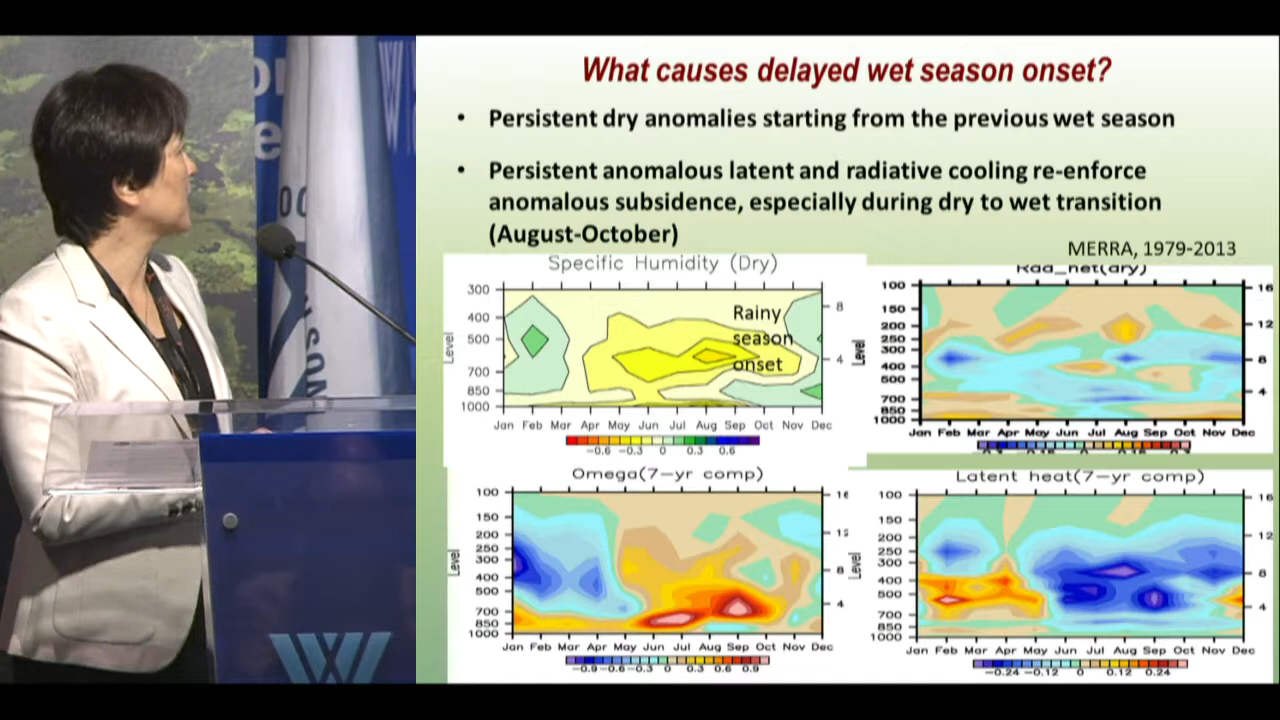 What causes delayed wet season onset?
• Persistent dry anomalies starting from the previous wet season
• Persistent anomalous latent and radiative cooling re-enforce
anomalous subsidence, especially during dry to wet transition
(August-October)
MERRA, 1979-2013
Specific Humidity (Dry)
Level
300
400
500
700
850
1000
8
4
Rainy
season
onset
Jan Feb Mar Apr May Jun Jul Aug Sep Oct Nov Dec
-0.6 -0.3 0 0.3 0.6
Rad_net(dry)
Level
100
150
200
250
300
400
500
700
850
1000
16
12
8
4
Jan Feb Mar Apr May Jun Jul Aug Sep Oct Nov Dec
Omega(7-yr comp)
Level
100
150
200
250
300
400
500
700
850
1000
16
12
8
4
Jan Feb Mar Apr May Jun Jul Aug Sep Oct Nov Dec
-0.9 -0.6 -0.3 0 0.3 0.6 0.9
Latent heat(7-yr comp)
Level
100
150
200
250
300
400
500
700
850
1000
16
12
8
4
Jan Feb Mar Apr May Jun Jul Aug Sep Oct Nov Dec
-0.24 -0.12 0 0.12 0.24
W